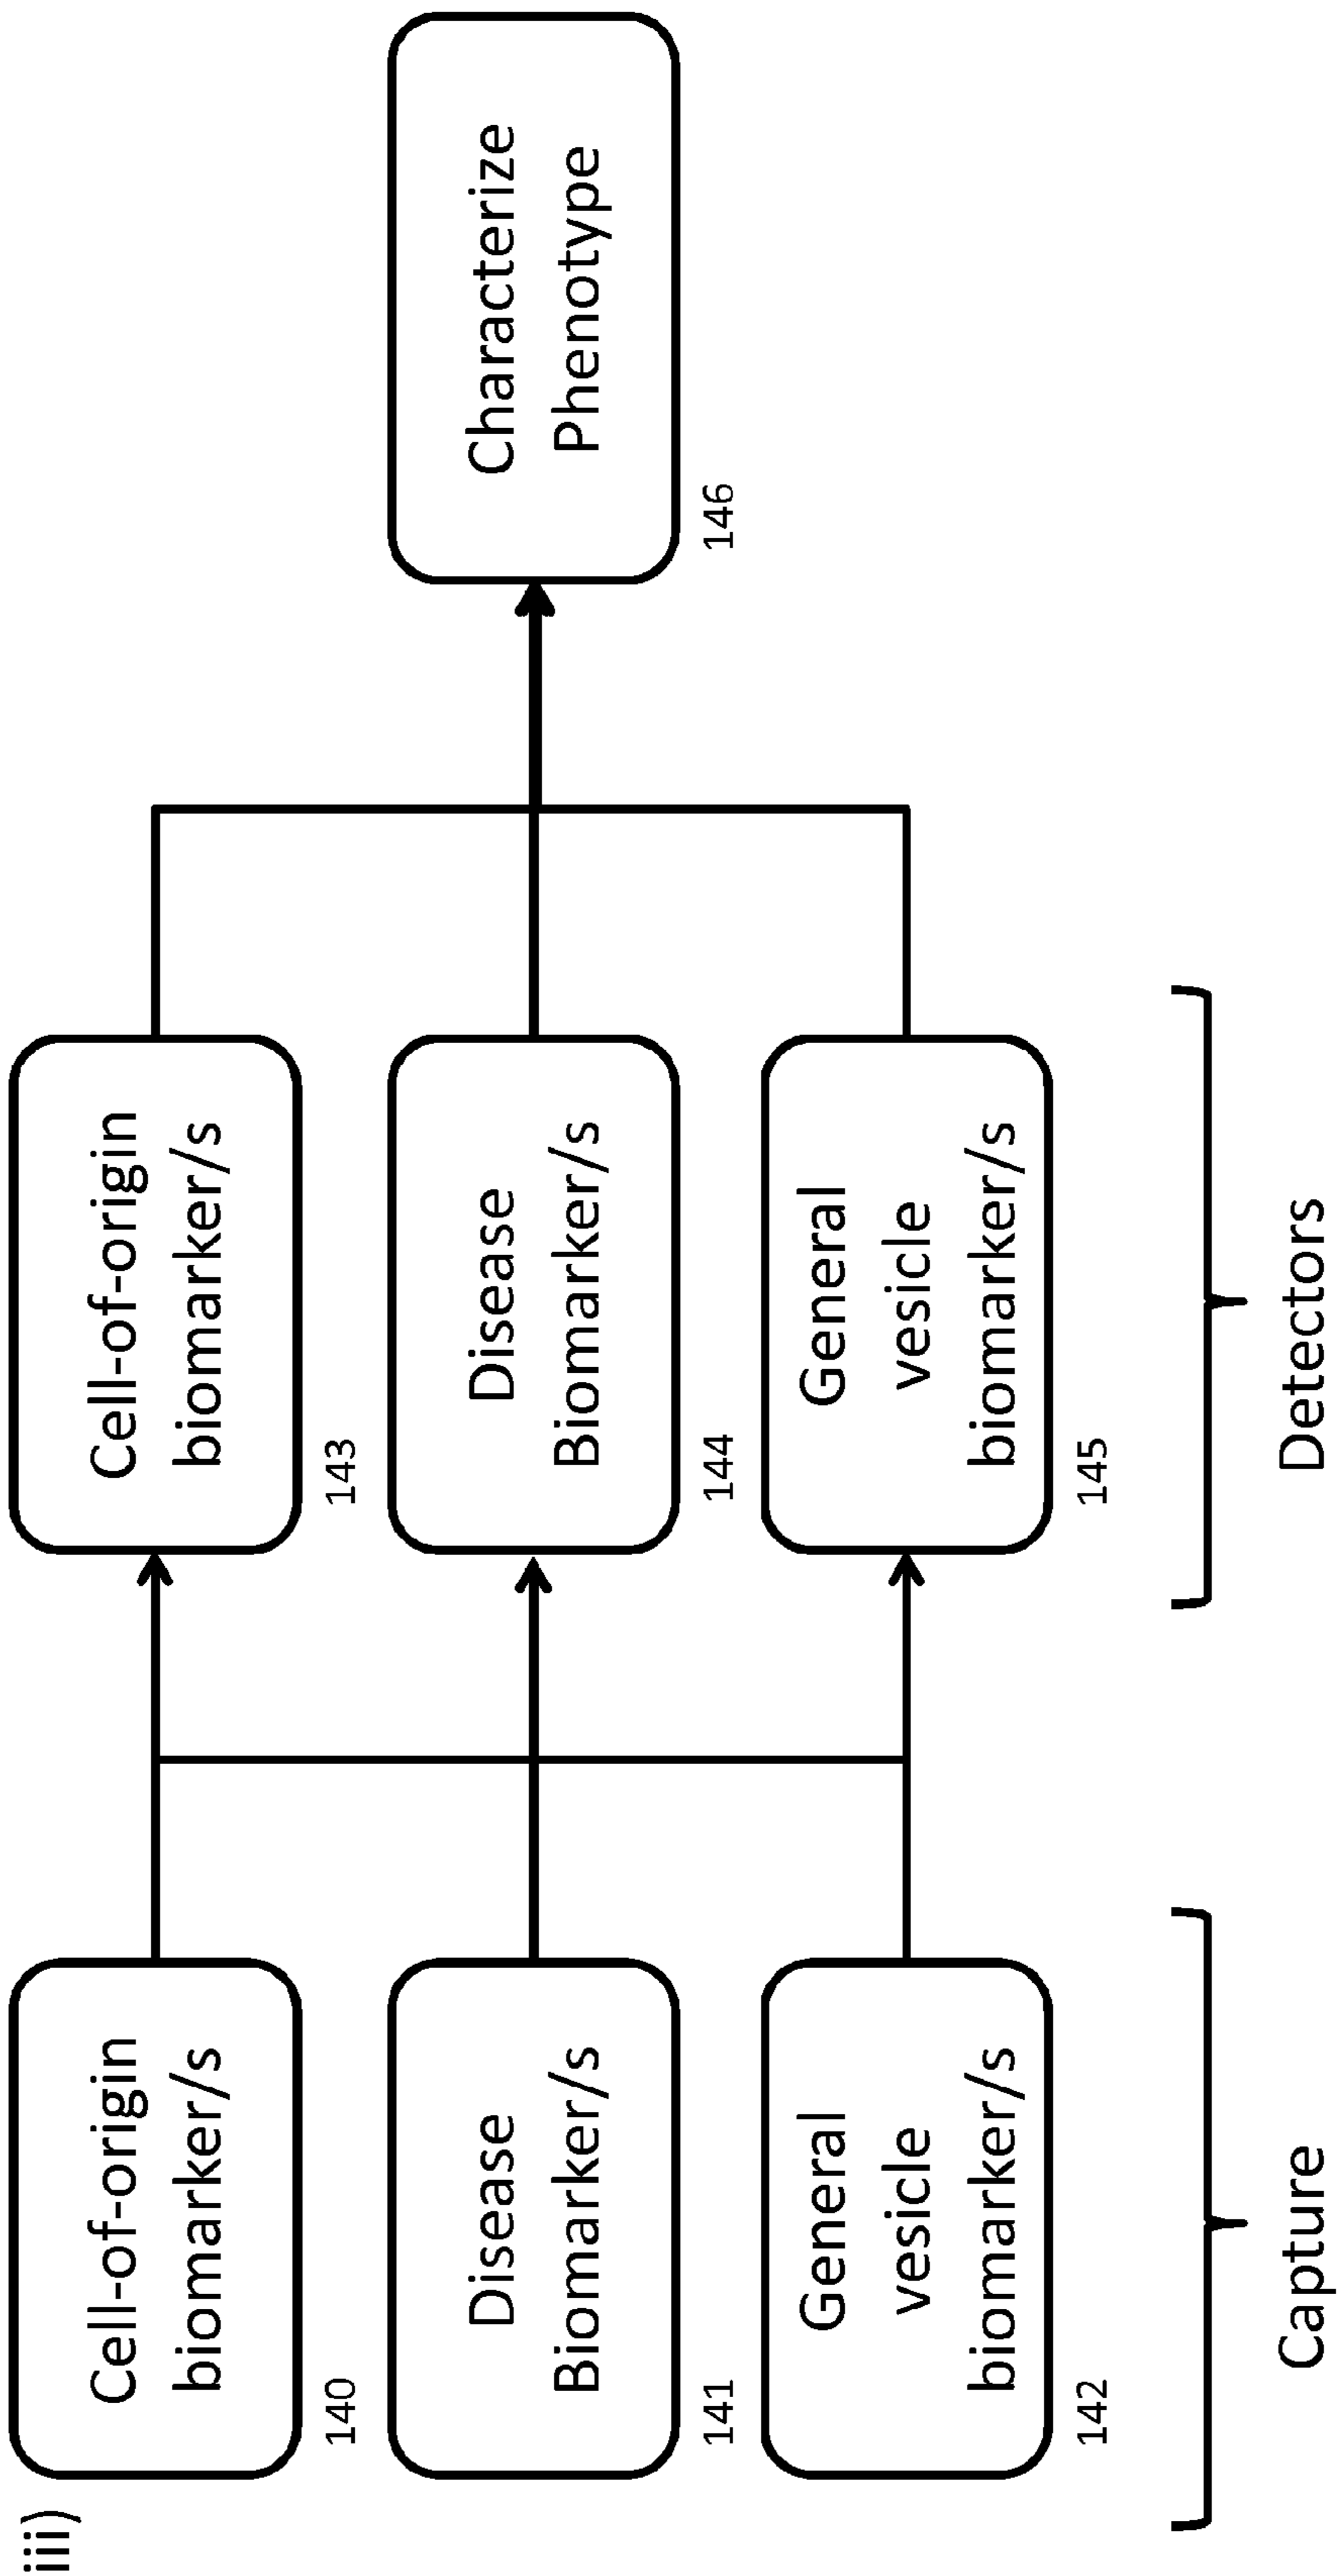 iii)
Cell-of-origin
biomarker/s
140
Disease
Biomarker/s
141
General
vesicle
biomarker/s
142
Capture
Cell-of-origin
biomarker/s
143
Disease
Biomarker/s
144
General
vesicle
biomarker/s
145
Detectors
Characterize
Phenotype
146